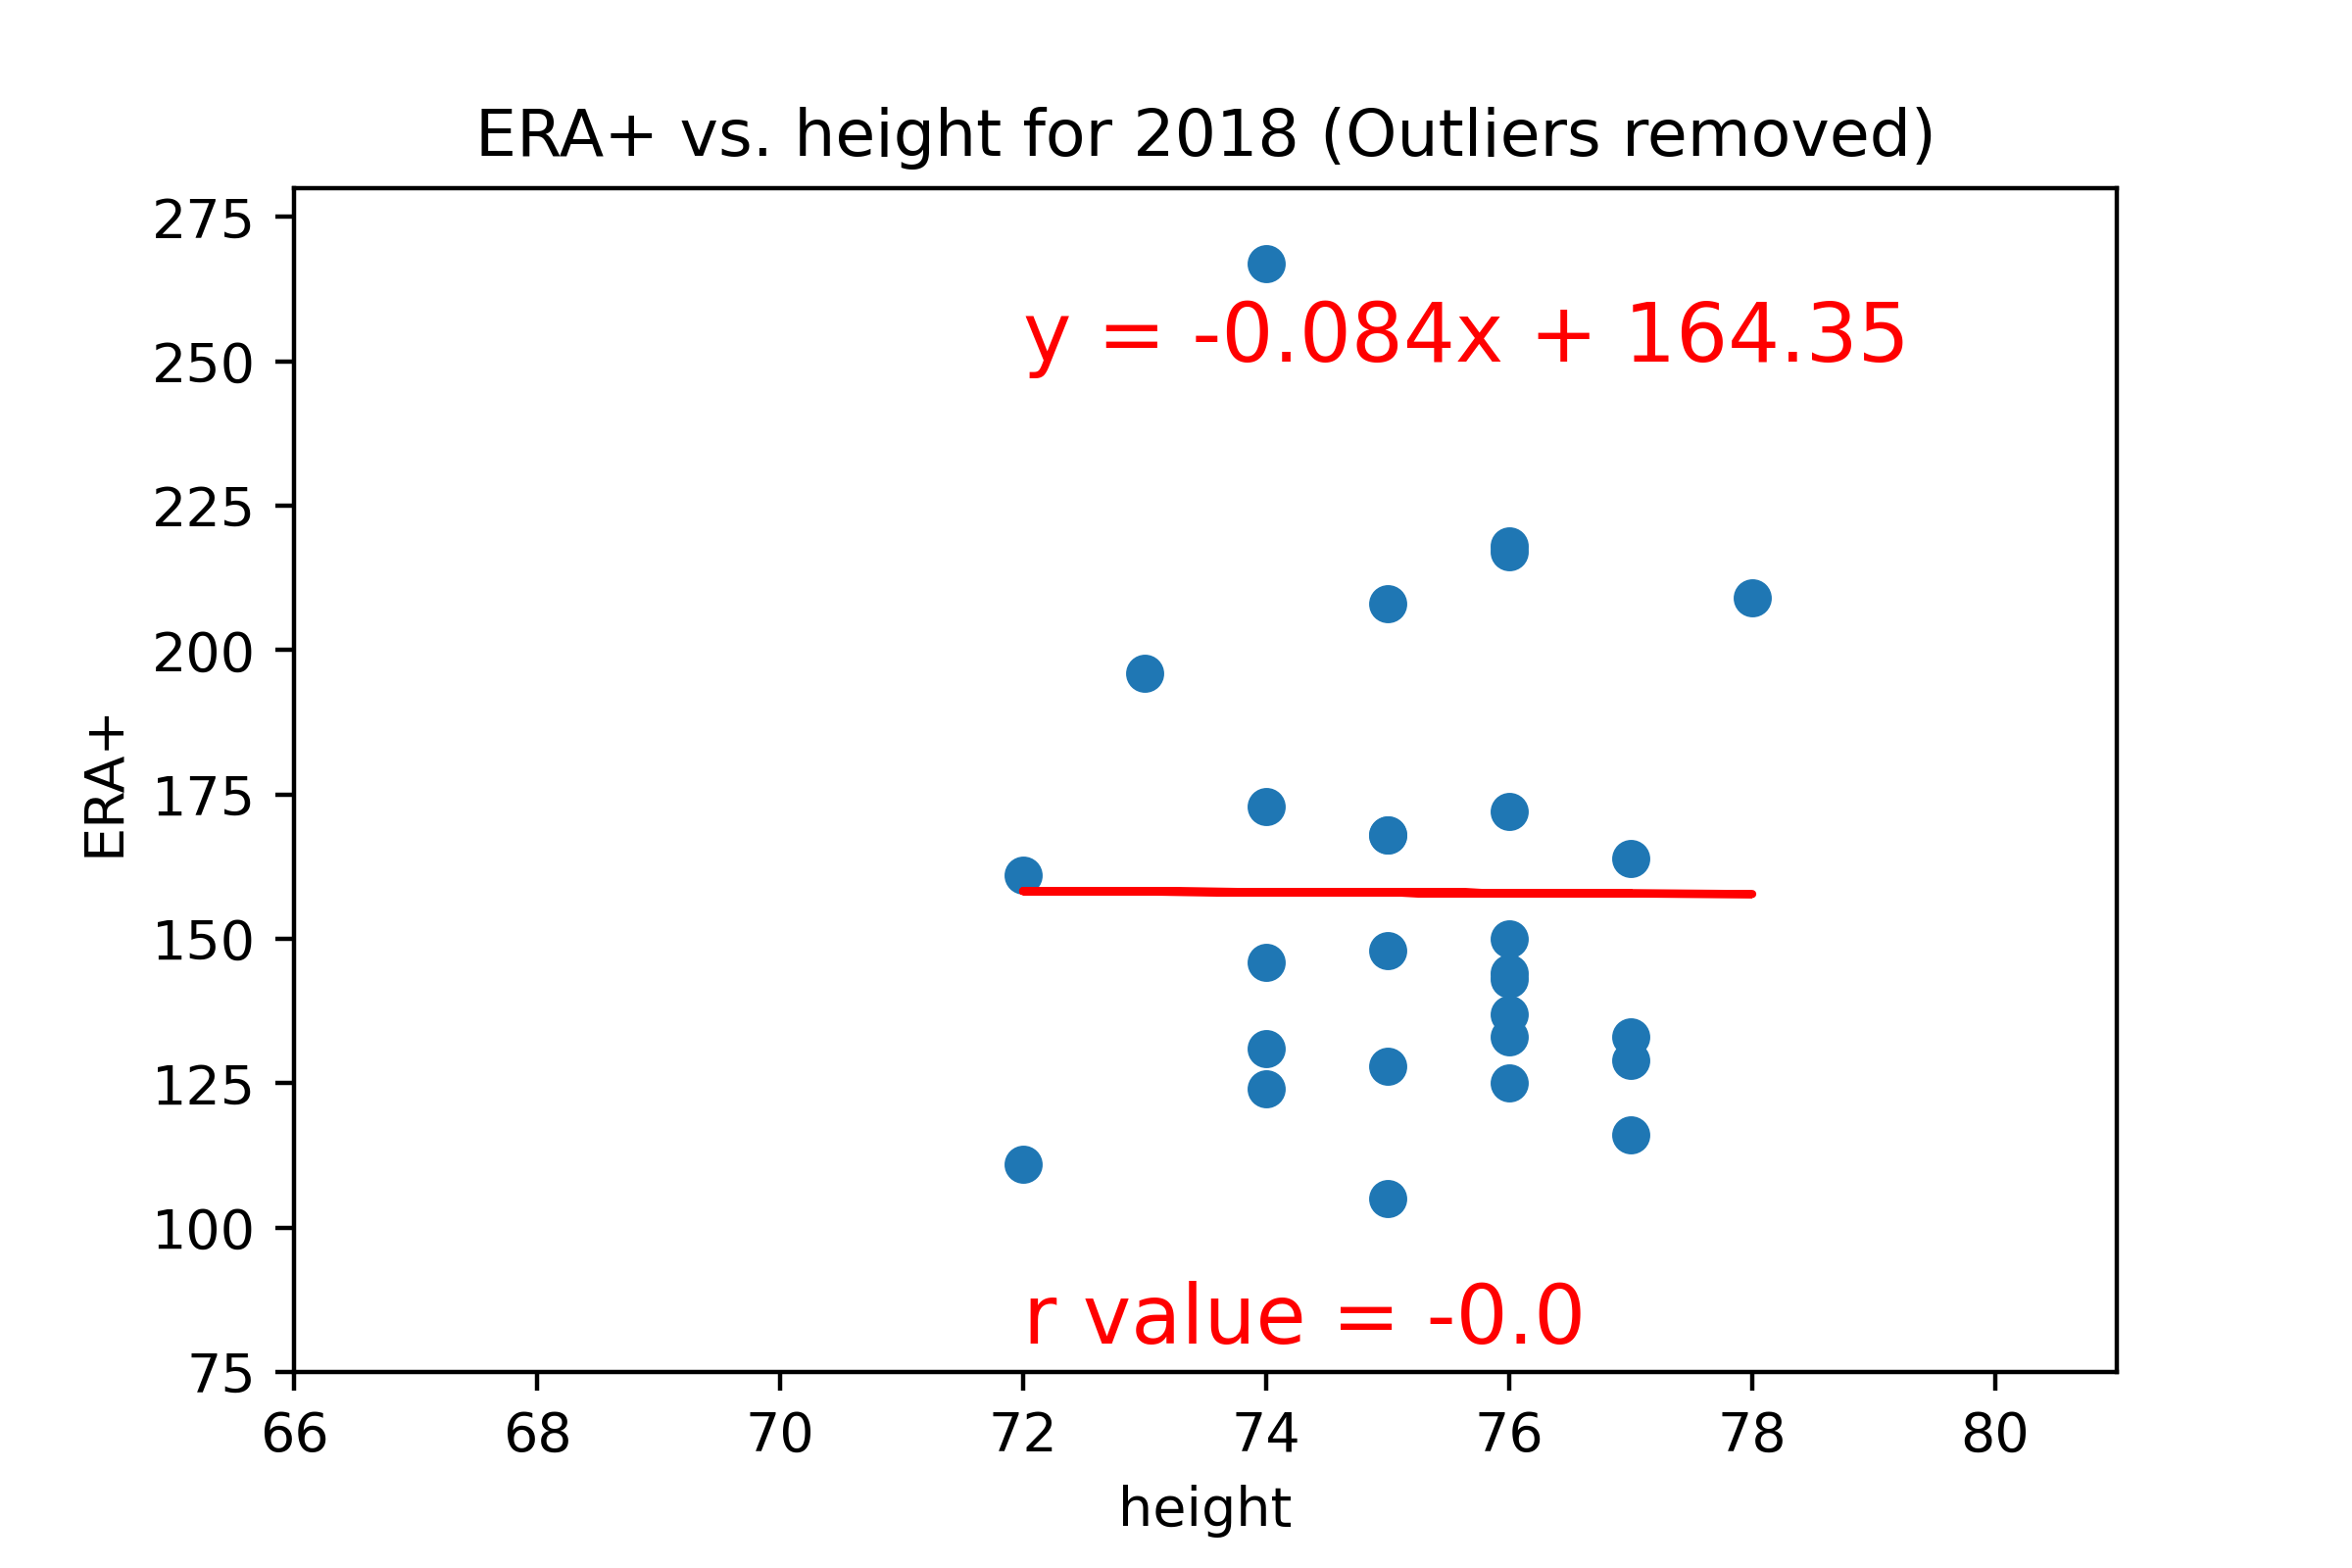 ERA+ vs. height for 2018 (Outliers removed)
275
y = -0.084x + 164.35
250
225
200
ERA+
175
150
125
100
r value = -0.0
75
66 68 70 72 74 76 78 80
height